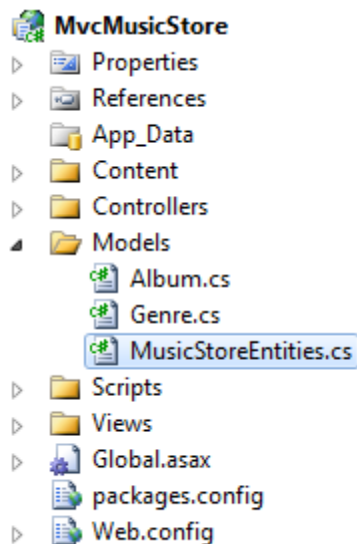 MvcMusicStore
Properties
References
App_Data
Content
Controllers
Models
Album.cs
Genre.cs
MusicStoreEntities.cs
Scripts
Views
Global.asax
packages.config
Web.config